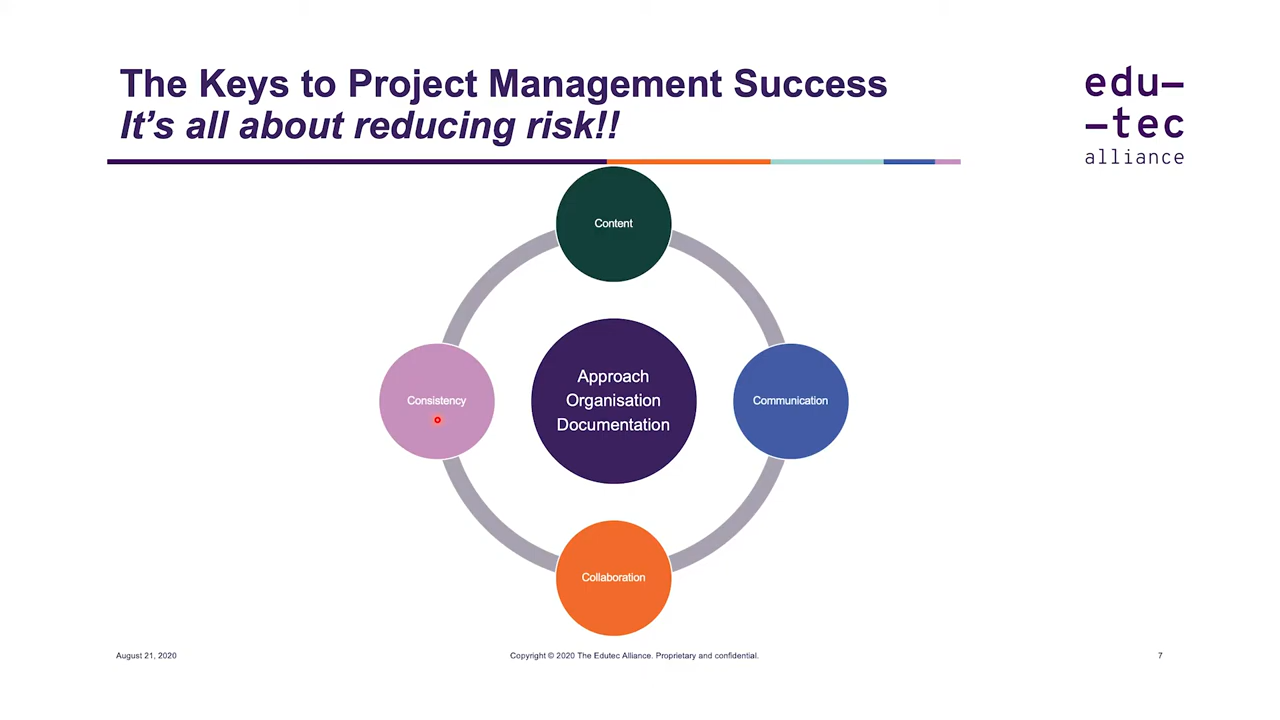 The Keys to Project Management Success
It's all about reducing risk!!
edu–
–tec
alliance
Content
Consistency
Approach
Organisation
Documentation
Communication
Collaboration
August 21, 2020
Copyright © 2020 The Edutec Alliance. Proprietary and confidential.
7